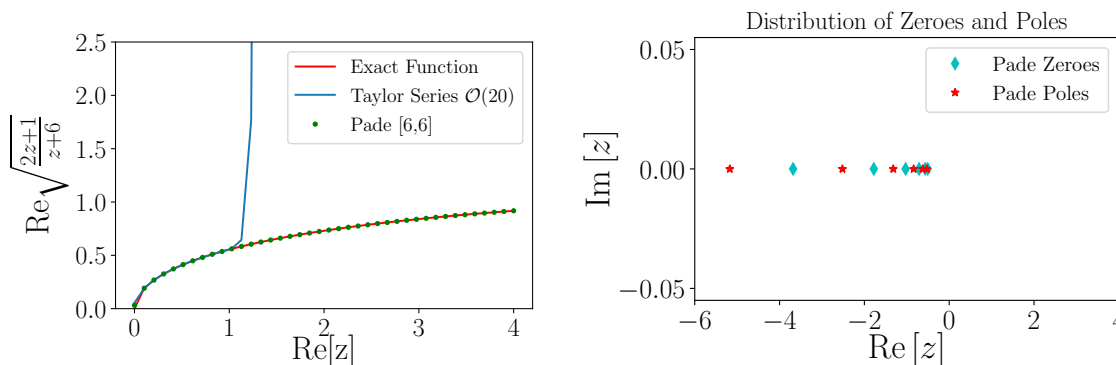 2.5
2.0
1.5
1.0
0.5
0.0
Re√(2z+1/z+6)
Exact Function
Taylor Series O(20)
Pade [6,6]
0 1 2 3 4
Re[z]
Distribution of Zeroes and Poles
0.05
0.00
−0.05
Im [z]
Pade Zeroes
Pade Poles
−6 −4 −2 0 2 4
Re [z]